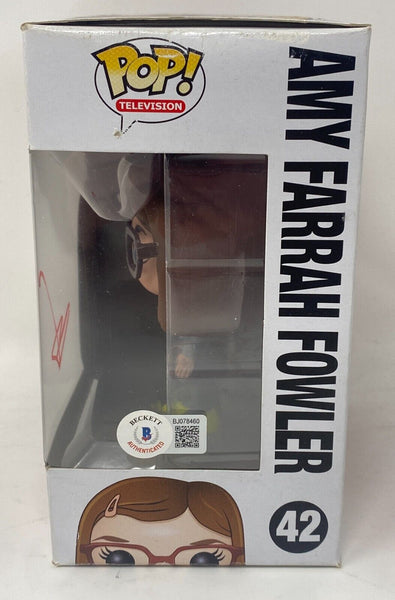 POP!
TELEVISION
AMY FARRAH FOWLER
42
BECKETT
B
AUTHENTICATED
BJ078460